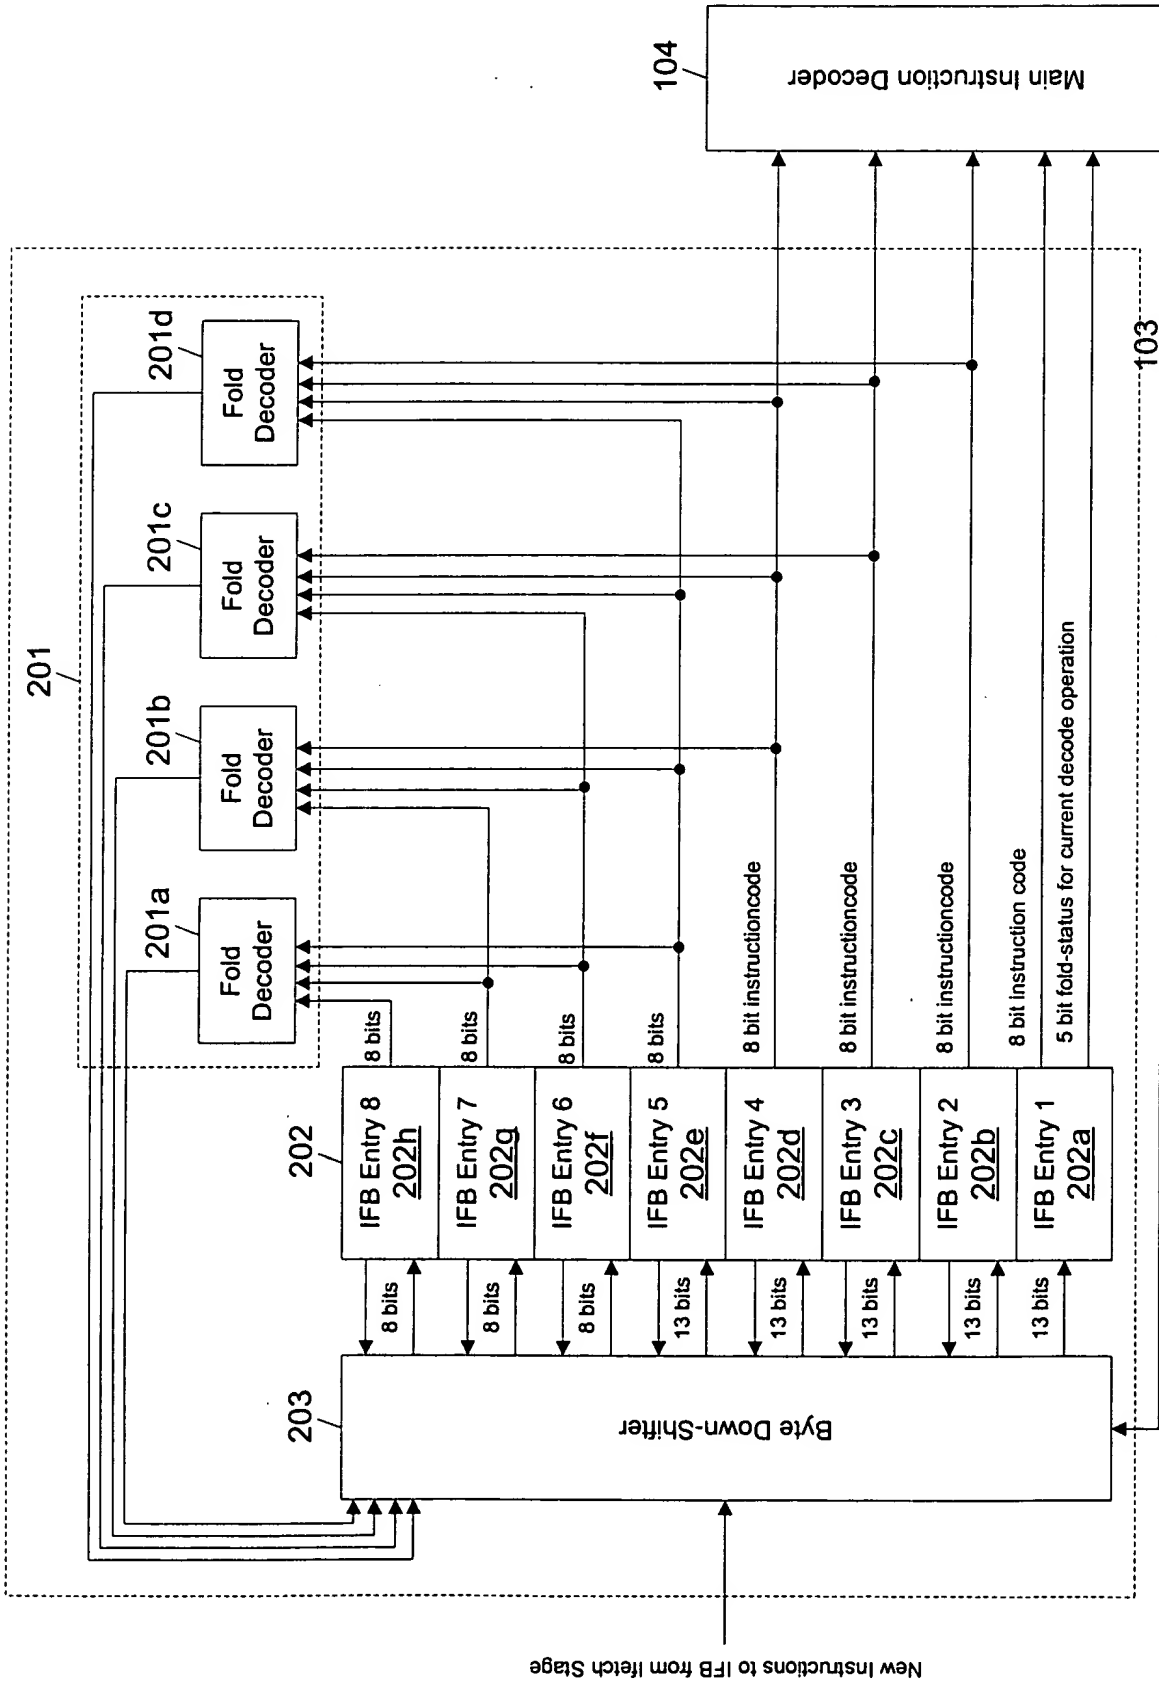 201
201a
Fold
Decoder
201b
Fold
Decoder
201c
Fold
Decoder
201d
Fold
Decoder
104
Main Instruction Decoder
202
IFB Entry 8
202h
8 bits
8 bits
IFB Entry 7
202g
8 bits
8 bits
IFB Entry 6
202f
8 bits
8 bits
IFB Entry 5
202e
13 bits
8 bits
IFB Entry 4
202d
13 bits
8 bit instructioncode
IFB Entry 3
202c
13 bits
8 bit instructioncode
IFB Entry 2
202b
13 bits
8 bit instructioncode
IFB Entry 1
202a
13 bits
8 bit instruction code
5 bit fold-status for current decode operation
203
Byte Down-Shifter
New Instructions to IFB from Ifetch Stage
103